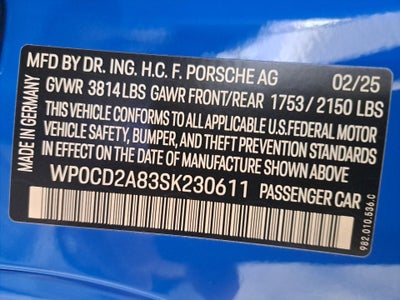 MFD BY DR. ING. H.C. F. PORSCHE AG 02/25
GVWR 3814 LBS GAWR FRONT/REAR 1753/2150 LBS
THIS VEHICLE CONFORMS TO ALL APPLICABLE U.S. FEDERAL MOTOR
VEHICLE SAFETY, BUMPER, AND THEFT PREVENTION STANDARDS
IN EFFECT ON THE DATE OF MANUFACTURE SHOWN ABOVE
WP0CD2A83SK230611 PASSENGER CAR
MADE IN GERMANY
982.010.536.C